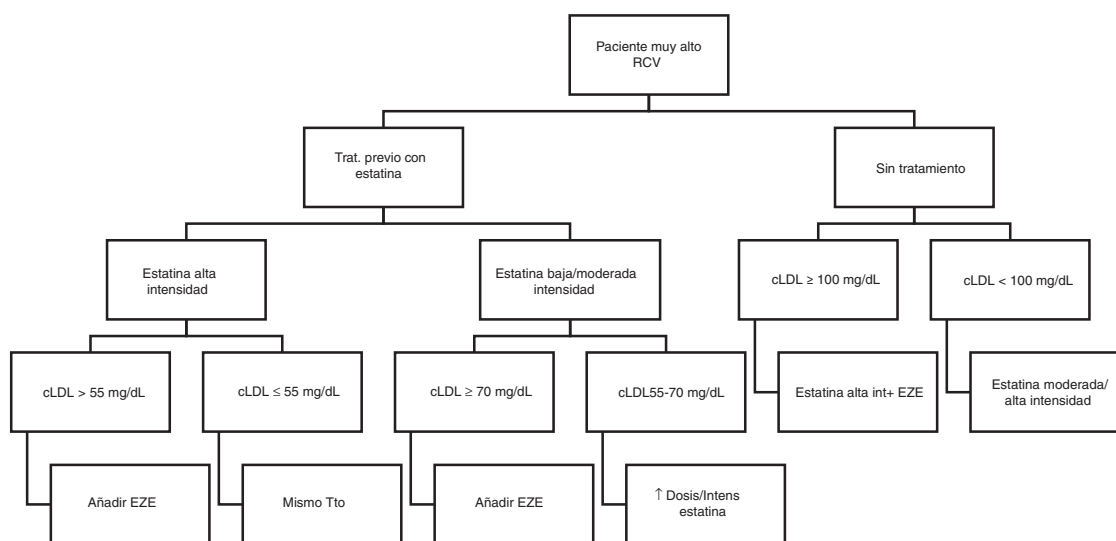 Paciente muy alto
RCV
Trat. previo con
estatina
Sin tratamiento
Estatina alta
intensidad
Estatina baja/moderada
intensidad
cLDL ≥ 100 mg/dL
cLDL < 100 mg/dL
cLDL > 55 mg/dL
cLDL ≤ 55 mg/dL
cLDL ≥ 70 mg/dL
cLDL55-70 mg/dL
Estatina alta int+ EZE
Estatina moderada/
alta intensidad
Añadir EZE
Mismo Tto
Añadir EZE
↑ Dosis/Intens
estatina